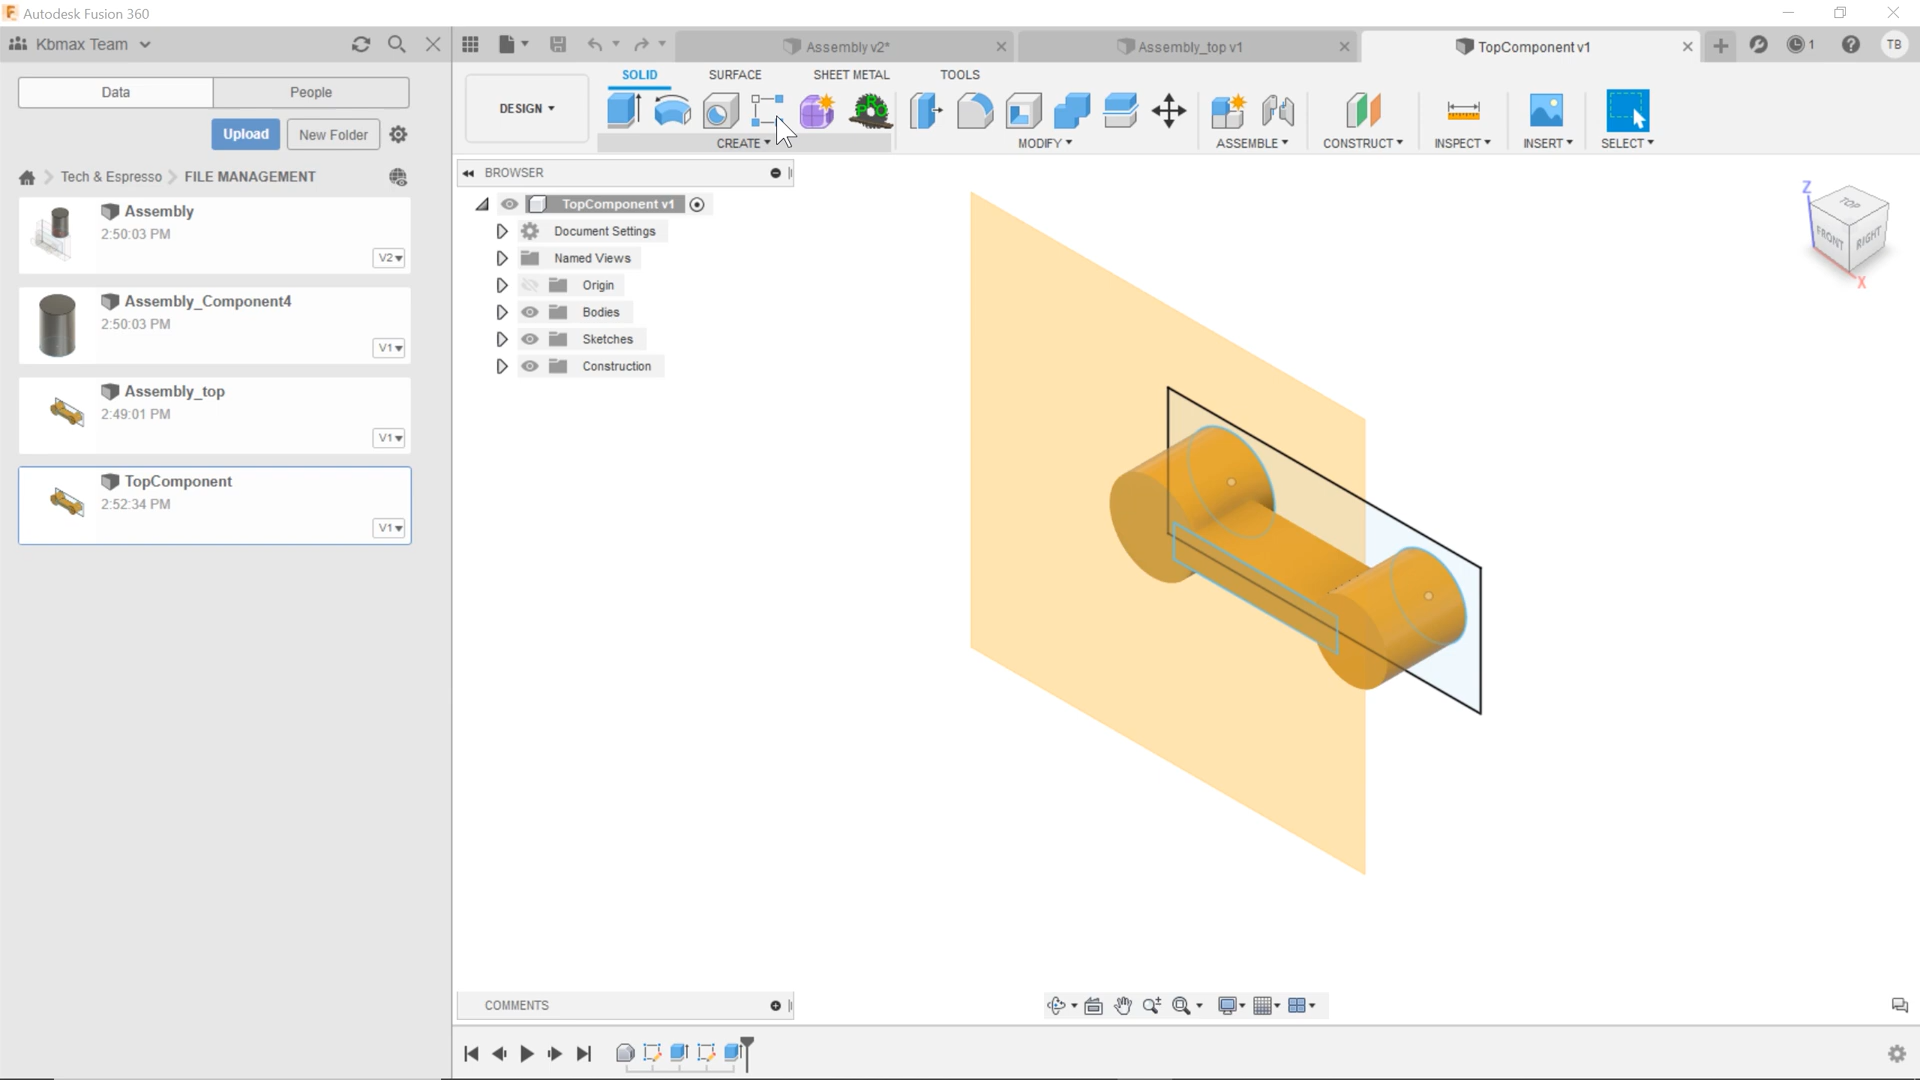 Autodesk Fusion 360
Kbmax Team
Assembly v2*
Assembly_top v1
TopComponent v1
1
TB
Data
People
SOLID
SURFACE
SHEET METAL
TOOLS
Upload
New Folder
DESIGN
CREATE
MODIFY
ASSEMBLE
CONSTRUCT
INSPECT
INSERT
SELECT
Tech & Espresso
FILE MANAGEMENT
BROWSER
TopComponent v1
Document Settings
Named Views
Origin
Bodies
Sketches
Construction
Assembly
2:50:03 PM
V2
Assembly_Component4
2:50:03 PM
V1
Assembly_top
2:49:01 PM
V1
TopComponent
2:52:34 PM
V1
Z
TOP
FRONT
RIGHT
X
COMMENTS